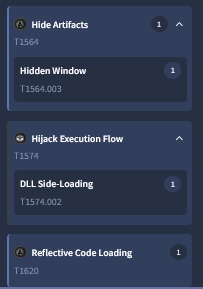 Hide Artifacts 1
T1564
Hidden Window 1
T1564.003
Hijack Execution Flow 1
T1574
DLL Side-Loading 1
T1574.002
Reflective Code Loading 1
T1620